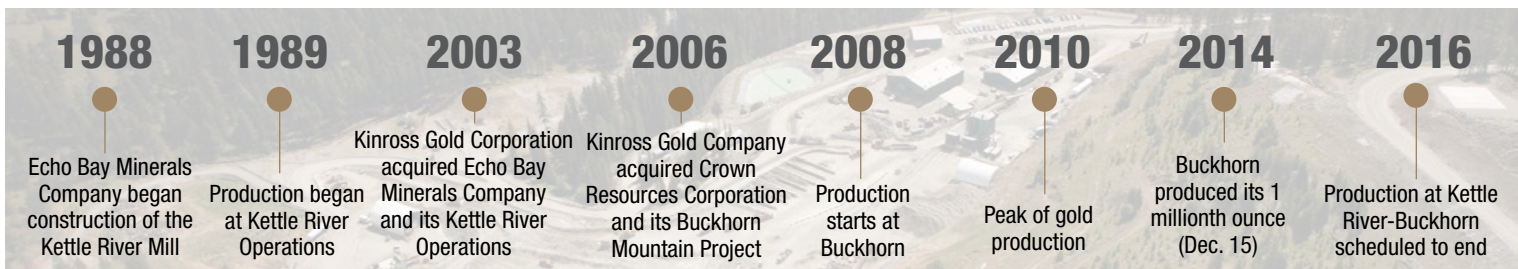 1988
Echo Bay Minerals
Company began
construction of the
Kettle River Mill
1989
Production began
at Kettle River
Operations
2003
Kinross Gold Corporation
acquired Echo Bay
Minerals Company
and its Kettle River
Operations
2006
Kinross Gold Company
acquired Crown
Resources Corporation
and its Buckhorn
Mountain Project
2008
Production
starts at
Buckhorn
2010
Peak of gold
production
2014
Buckhorn
produced its 1
millionth ounce
(Dec. 15)
2016
Production at Kettle
River-Buckhorn
scheduled to end